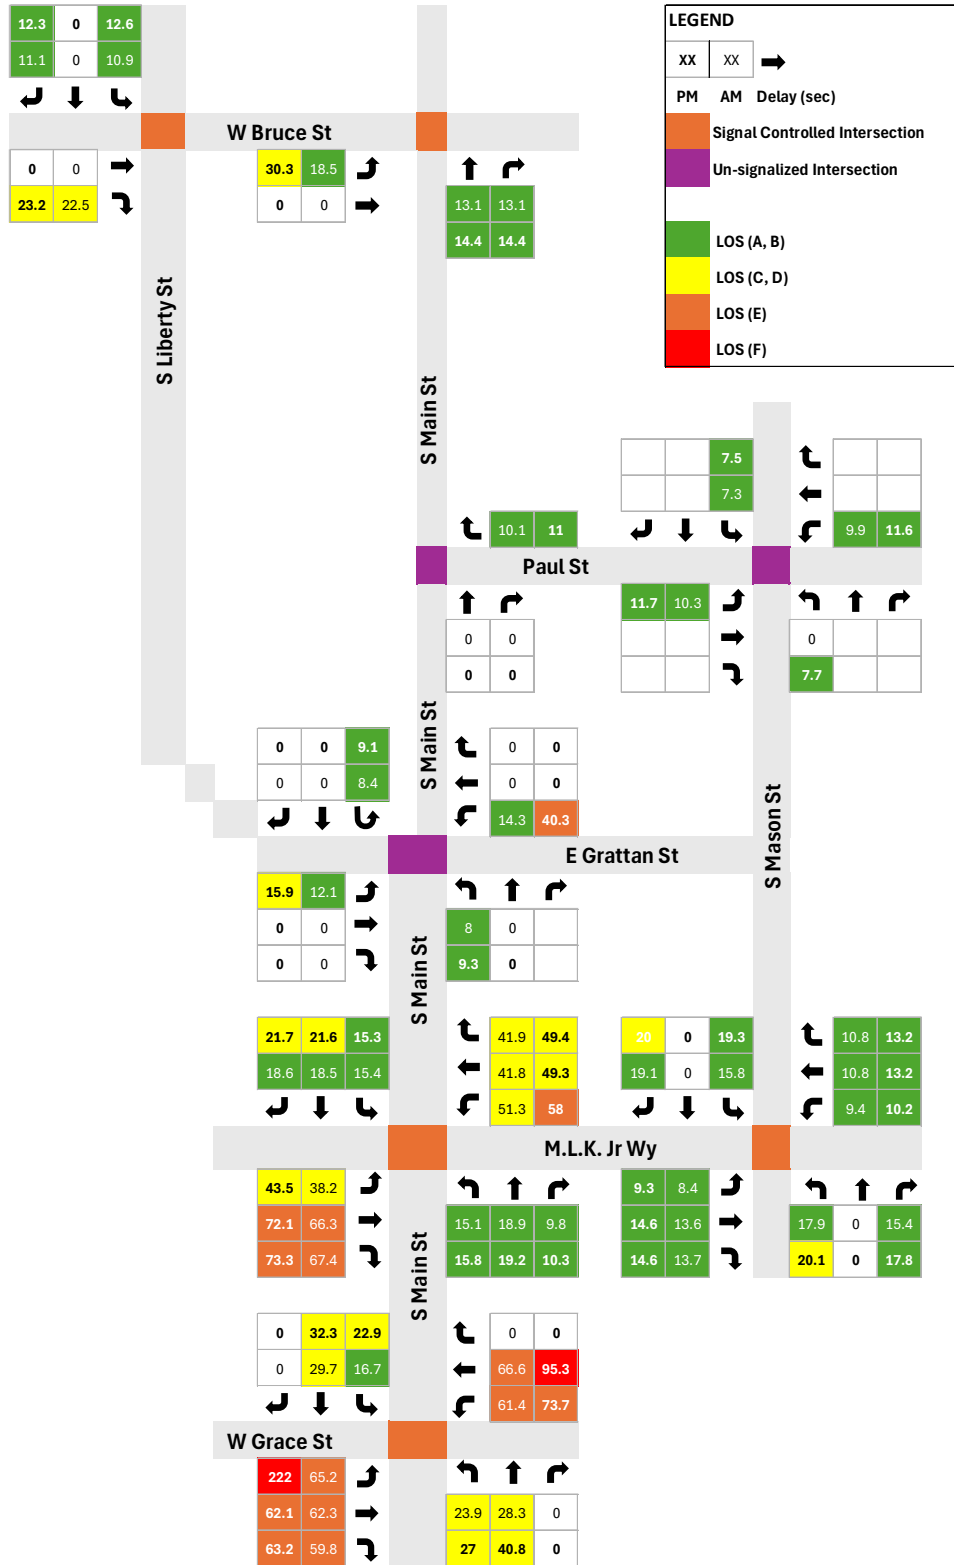 12.3 0 12.6
11.1 0 10.9
LEGEND
XX XX
PM AM Delay (sec)
Signal Controlled Intersection
Un-signalized Intersection
LOS (A, B)
LOS (C, D)
LOS (E)
LOS (F)
W Bruce St
0 0
23.2 22.5
30.3 18.5
0 0
13.1 13.1
14.4 14.4
S Liberty St
S Main St
7.5
7.3
10.1 11
9.9 11.6
Paul St
0 0
0 0
11.7 10.3
0
7.7
S Main St
S Mason St
0 0 9.1
0 0 8.4
0 0
0 0
14.3 40.3
E Grattan St
15.9 12.1
0 0
0 0
8 0
9.3 0
S Main St
21.7 21.6 15.3
18.6 18.5 15.4
41.9 49.4
41.8 49.3
51.3 58
20 0 19.3
19.1 0 15.8
10.8 13.2
10.8 13.2
9.4 10.2
M.L.K. Jr Wy
43.5 38.2
72.1 66.3
73.3 67.4
15.1 18.9 9.8
15.8 19.2 10.3
9.3 8.4
14.6 13.6
14.6 13.7
17.9 0 15.4
20.1 0 17.8
S Main St
0 32.3 22.9
0 29.7 16.7
0 0
66.6 95.3
61.4 73.7
W Grace St
222 65.2
62.1 62.3
63.2 59.8
23.9 28.3 0
27 40.8 0